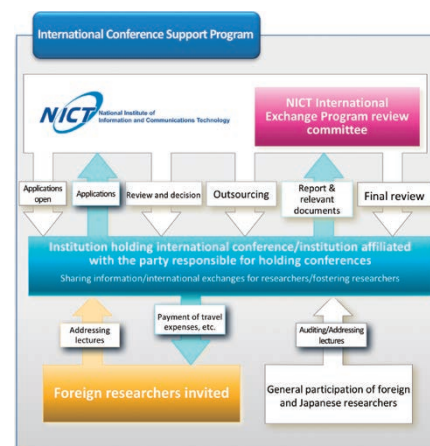 International Conference Support Program
NICT
National Institute of
Information and Communications Technology
NICT International
Exchange Program review
committee
Applications
open
Applications
Review and decision
Outsourcing
Report &
relevant
documents
Final review
Institution holding international conference/institution affiliated
with the party responsible for holding conferences
Sharing information/international exchanges for researchers/fostering researchers
Addressing
lectures
Payment of travel
expenses, etc.
Auditing/Addressing
lectures
Foreign researchers invited
General participation of foreign
and Japanese researchers